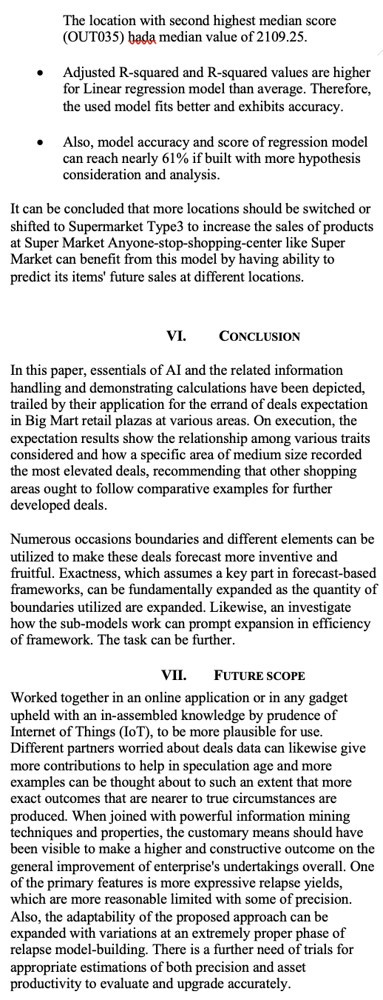 The location with second highest median score
(OUT035) hada median value of 2109.25.
• Adjusted R-squared and R-squared values are higher
for Linear regression model than average. Therefore,
the used model fits better and exhibits accuracy.
• Also, model accuracy and score of regression model
can reach nearly 61% if built with more hypothesis
consideration and analysis.
It can be concluded that more locations should be switched or
shifted to Supermarket Type3 to increase the sales of products
at Super Market Anyone-stop-shopping-center like Super
Market can benefit from this model by having ability to
predict its items' future sales at different locations.
VI. CONCLUSION
In this paper, essentials of AI and the related information
handling and demonstrating calculations have been depicted,
trailed by their application for the errand of deals expectation
in Big Mart retail plazas at various areas. On execution, the
expectation results show the relationship among various traits
considered and how a specific area of medium size recorded
the most elevated deals, recommending that other shopping
areas ought to follow comparative examples for further
developed deals.
Numerous occasions boundaries and different elements can be
utilized to make these deals forecast more inventive and
fruitful. Exactness, which assumes a key part in forecast-based
frameworks, can be fundamentally expanded as the quantity of
boundaries utilized are expanded. Likewise, an investigate
how the sub-models work can prompt expansion in efficiency
of framework. The task can be further.
VII. FUTURE SCOPE
Worked together in an online application or in any gadget
upheld with an in-assembled knowledge by prudence of
Internet of Things (IoT), to be more plausible for use.
Different partners worried about deals data can likewise give
more contributions to help in speculation age and more
examples can be thought about to such an extent that more
exact outcomes that are nearer to true circumstances are
produced. When joined with powerful information mining
techniques and properties, the customary means should have
been visible to make a higher and constructive outcome on the
general improvement of enterprise's undertakings overall. One
of the primary features is more expressive relapse yields,
which are more reasonable limited with some of precision.
Also, the adaptability of the proposed approach can be
expanded with variations at an extremely proper phase of
relapse model-building. There is a further need of trials for
appropriate estimations of both precision and asset
productivity to evaluate and upgrade accurately.